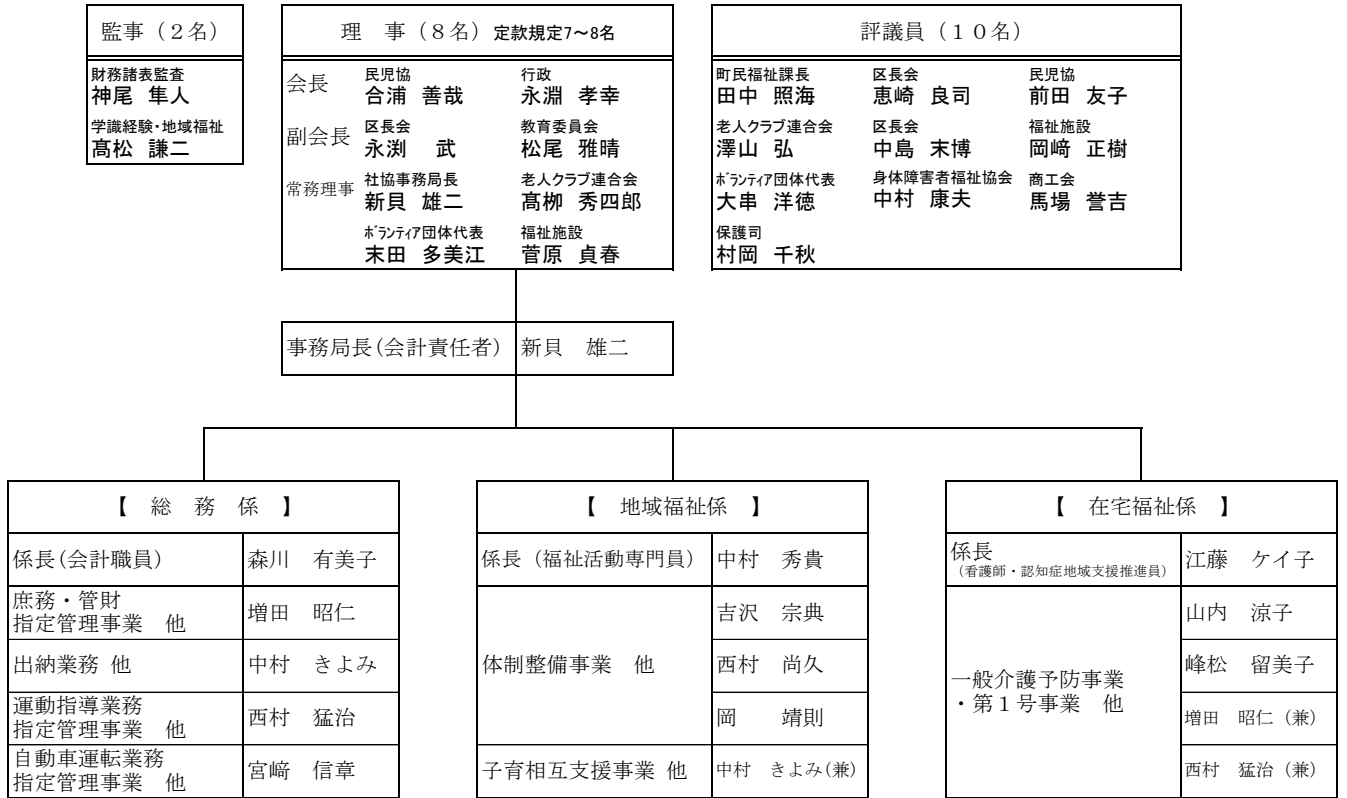 監事（２名）
財務諸表監査
神尾 隼人
学識経験・地域福祉
髙松 謙二
理　事（８名）定款規定7～8名
会長
民児協
合浦 善哉
行政
永淵 孝幸
副会長
区長会
永渕　武
教育委員会
松尾 雅晴
常務理事
社協事務局長
新貝 雄二
老人クラブ連合会
髙栁 秀四郎
ﾎﾞﾗﾝﾃｨｱ団体代表
末田 多美江
福祉施設
菅原 貞春
評議員（１０名）
町民福祉課長
田中 照海
区長会
恵崎 良司
民児協
前田 友子
老人クラブ連合会
澤山 弘
区長会
中島 末博
福祉施設
岡﨑 正樹
ﾎﾞﾗﾝﾃｨｱ団体代表
大串 洋徳
身体障害者福祉協会
中村 康夫
商工会
馬場 誉吉
保護司
村岡 千秋
事務局長(会計責任者)　新貝　雄二
【　総　務　係　】
係長(会計職員)　森川　有美子
庶務・管財
指定管理事業　他
増田　昭仁
出納業務 他　中村　きよみ
運動指導業務
指定管理事業　他
西村　猛治
自動車運転業務
指定管理事業　他
宮﨑　信章
【　地域福祉係　】
係長（福祉活動専門員）　中村　秀貴
体制整備事業　他
吉沢　宗典
西村　尚久
岡　　靖則
子育相互支援事業 他　中村　きよみ(兼)
【　在宅福祉係　】
係長
（看護師・認知症地域支援推進員）
江藤　ケイ子
一般介護予防事業
・第１号事業　他
山内　涼子
峰松　留美子
増田　昭仁（兼）
西村　猛治（兼）